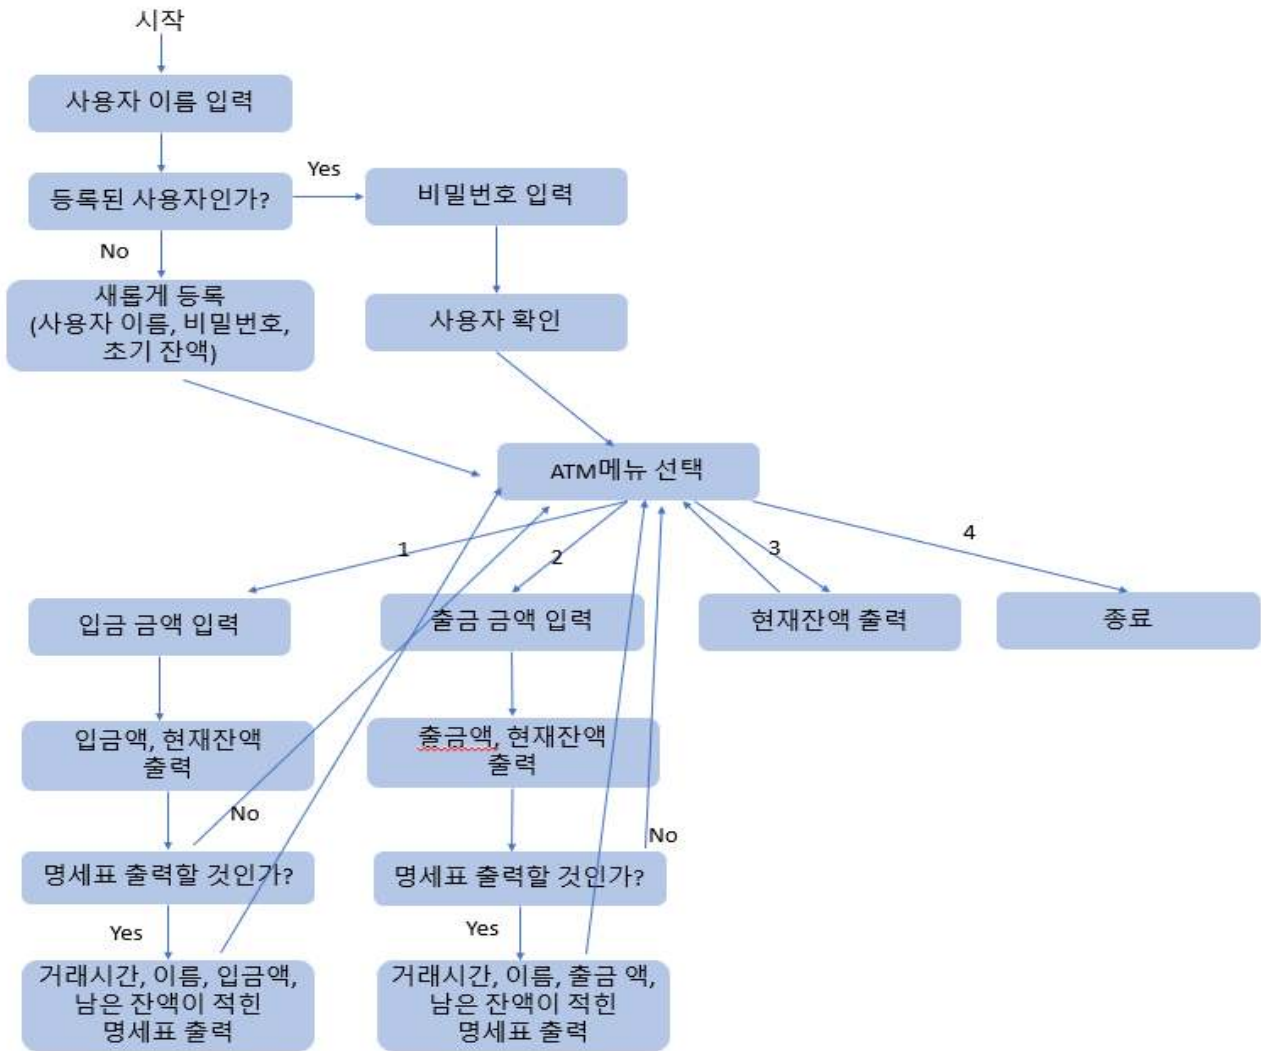 시작
사용자 이름 입력
등록된 사용자인가?
Yes
비밀번호 입력
No
새롭게 등록
(사용자 이름, 비밀번호,
초기 잔액)
사용자 확인
ATM메뉴 선택
1
2
3
4
입금 금액 입력
출금 금액 입력
현재잔액 출력
종료
입금액, 현재잔액
출력
출금액, 현재잔액
출력
No
No
명세표 출력할 것인가?
명세표 출력할 것인가?
Yes
Yes
거래시간, 이름, 입금액,
남은 잔액이 적힌
명세표 출력
거래시간, 이름, 출금 액,
남은 잔액이 적힌
명세표 출력